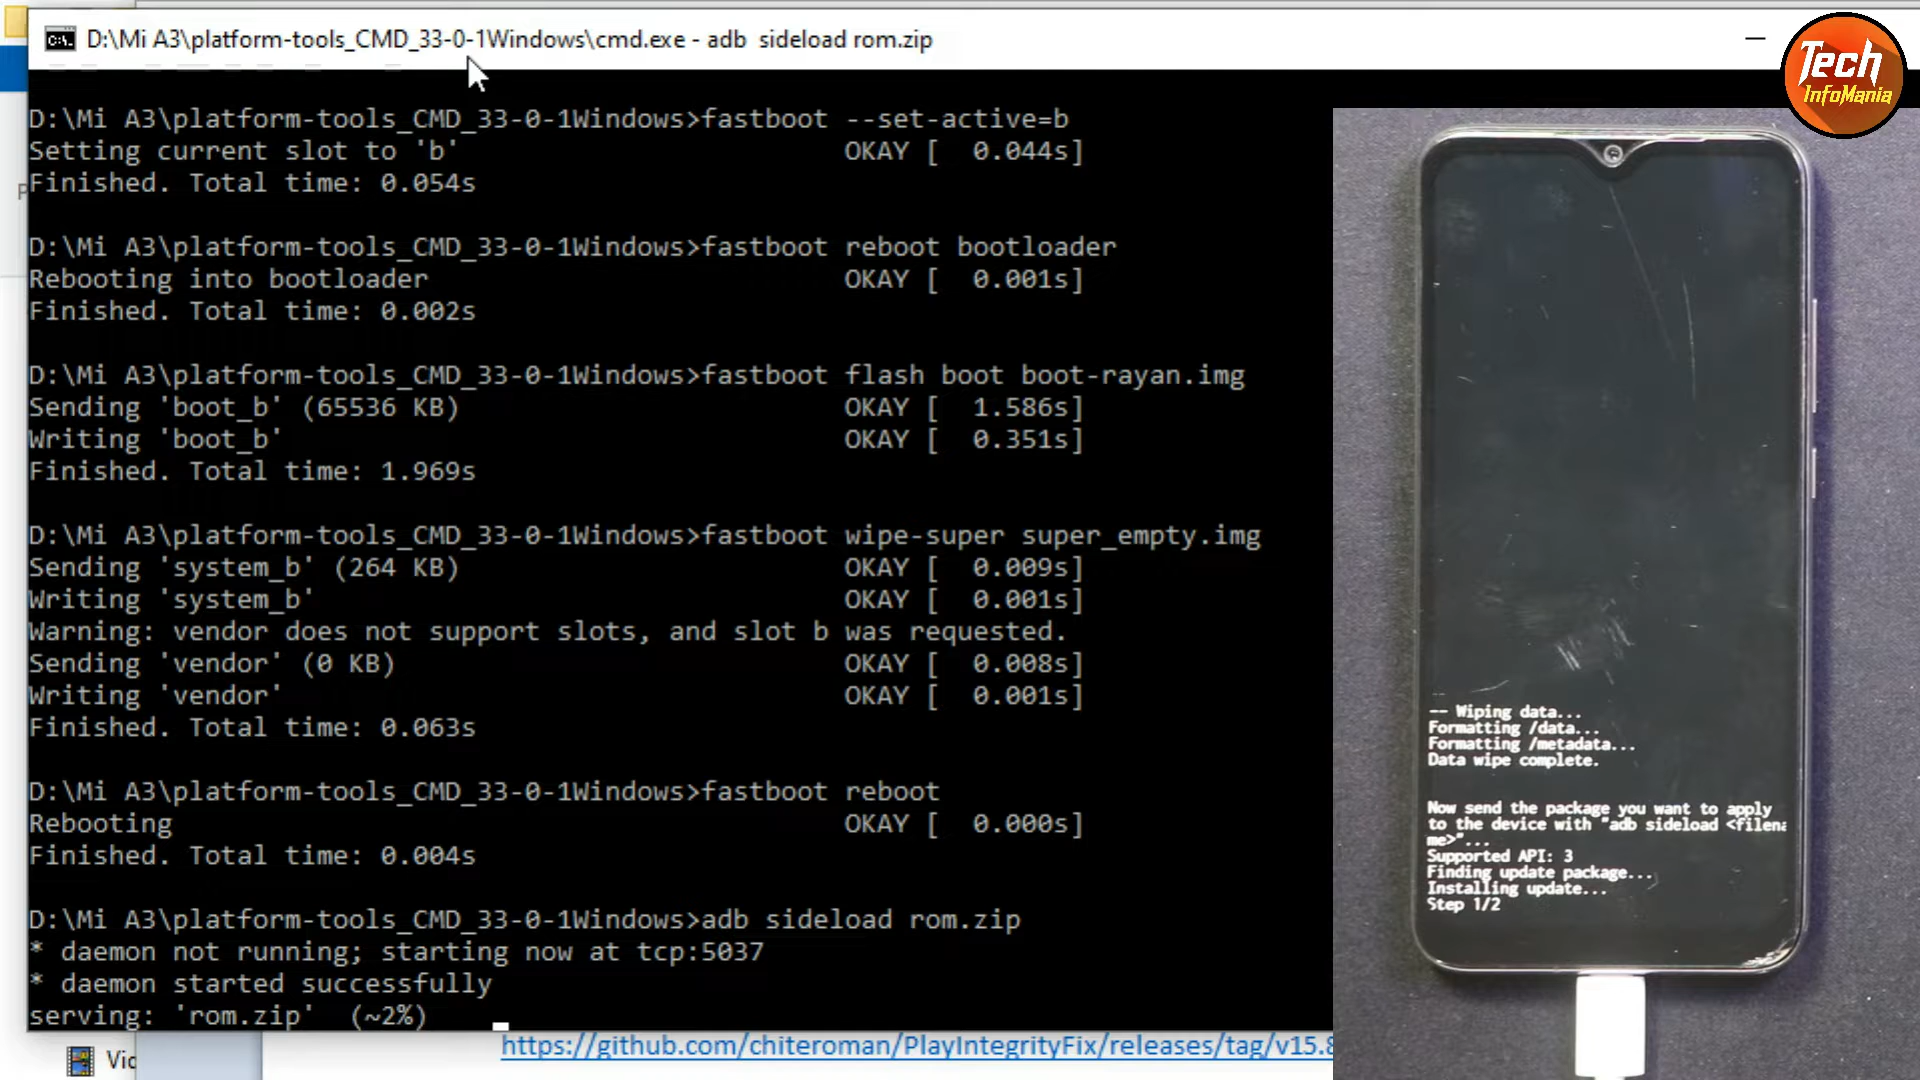 D:\Mi A3\platform-tools_CMD_33-0-1Windows\cmd.exe - adb  sideload rom.zip
Tech
InfoMania
D:\Mi A3\platform-tools_CMD_33-0-1Windows>fastboot --set-active=b
Setting current slot to 'b' OKAY [  0.044s]
Finished. Total time: 0.054s
D:\Mi A3\platform-tools_CMD_33-0-1Windows>fastboot reboot bootloader
Rebooting into bootloader OKAY [  0.001s]
Finished. Total time: 0.002s
D:\Mi A3\platform-tools_CMD_33-0-1Windows>fastboot flash boot boot-rayan.img
Sending 'boot_b' (65536 KB) OKAY [  1.586s]
Writing 'boot_b' OKAY [  0.351s]
Finished. Total time: 1.969s
D:\Mi A3\platform-tools_CMD_33-0-1Windows>fastboot wipe-super super_empty.img
Sending 'system_b' (264 KB) OKAY [  0.009s]
Writing 'system_b' OKAY [  0.001s]
Warning: vendor does not support slots, and slot b was requested.
Sending 'vendor' (0 KB) OKAY [  0.008s]
Writing 'vendor' OKAY [  0.001s]
Finished. Total time: 0.063s
D:\Mi A3\platform-tools_CMD_33-0-1Windows>fastboot reboot
Rebooting OKAY [  0.000s]
Finished. Total time: 0.004s
D:\Mi A3\platform-tools_CMD_33-0-1Windows>adb sideload rom.zip
* daemon not running; starting now at tcp:5037
* daemon started successfully
serving: 'rom.zip'  (~2%)
https://github.com/chiteroman/PlayIntegrityFix/releases/tag/v15.8
Vic
-- Wiping data...
Formatting /data...
Formatting /metadata...
Data wipe complete.
Now send the package you want to apply
to the device with "adb sideload <filena
me>"...
Supported API: 3
Finding update package...
Installing update...
Step 1/2